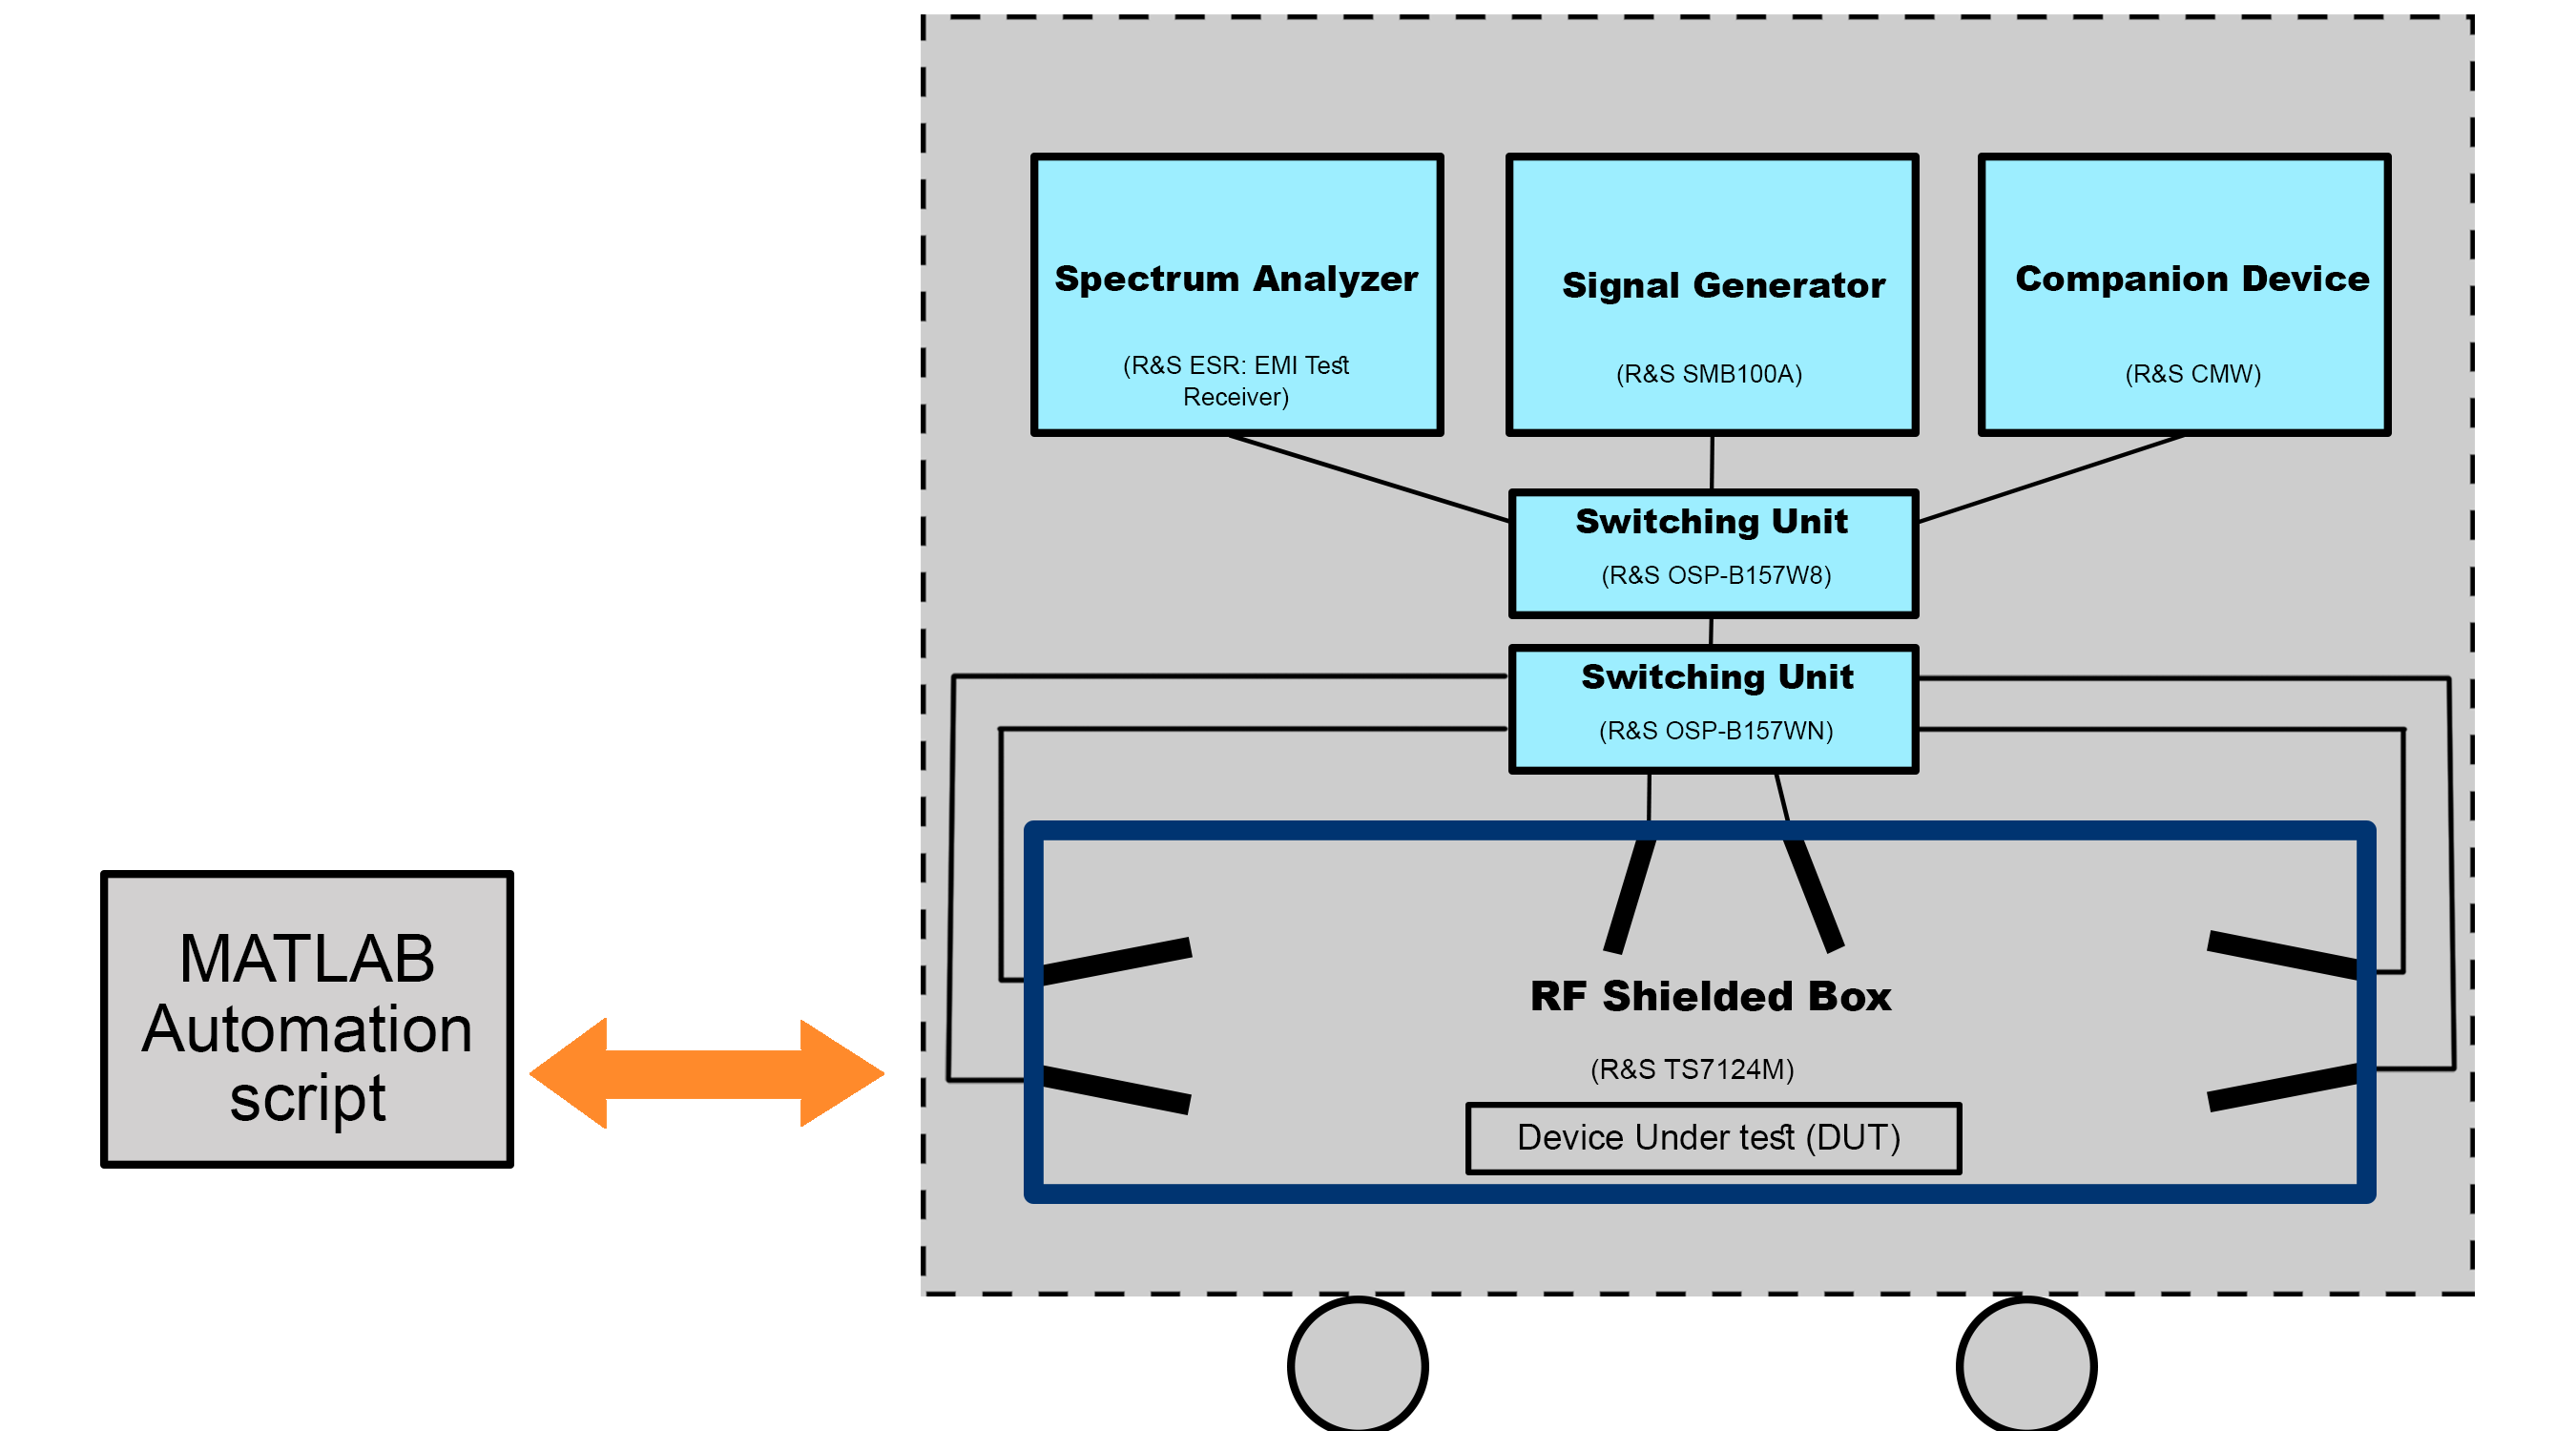 Spectrum Analyzer
(R&S ESR: EMI Test
Receiver)
Signal Generator
(R&S SMB100A)
Companion Device
(R&S CMW)
Switching Unit
(R&S OSP-B157W8)
Switching Unit
(R&S OSP-B157WN)
MATLAB
Automation
script
RF Shielded Box
(R&S TS7124M)
Device Under test (DUT)